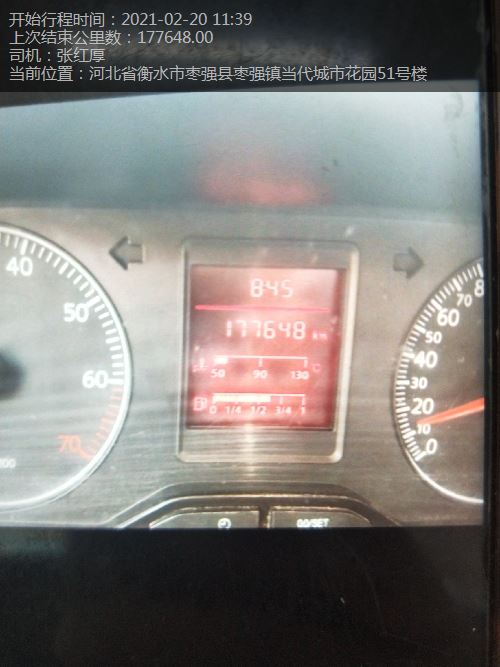 开始行程时间：2021-02-20 11:39
上次结束公里数：177648.00
司机：张红厚
当前位置：河北省衡水市枣强县枣强镇当代城市花园51号楼
845
177648 km
50 90 130 °C
0 1/4 1/2 3/4 1
40
50
60
70
100
8
70
60
50
40
30
20
10
0
0.0/SET